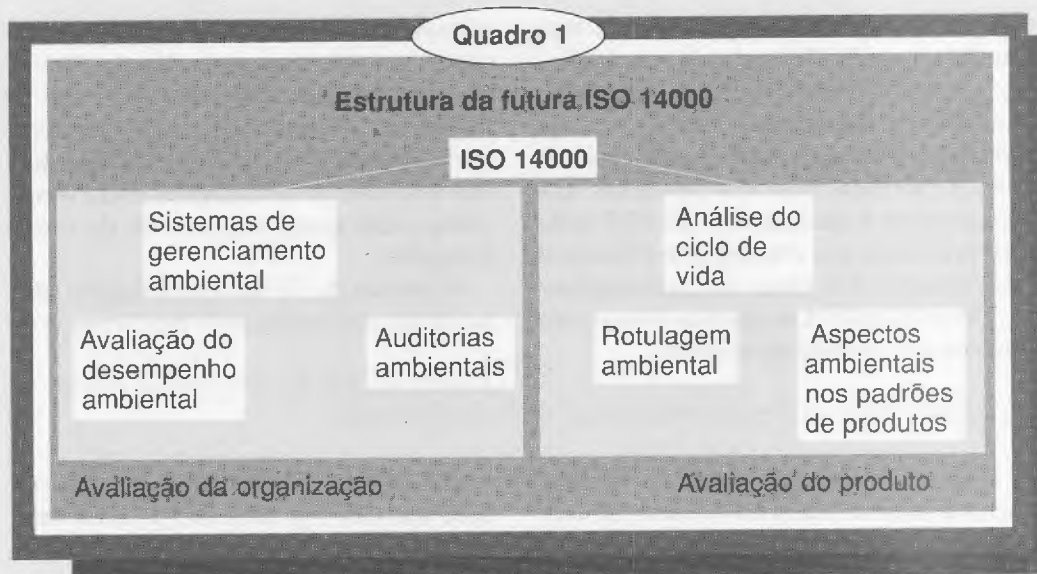 Quadro 1
Estrutura da futura ISO 14000
ISO 14000
Sistemas de
gerenciamento
ambiental
Avaliação do
desempenho
ambiental
Auditorias
ambientais
Avaliação da organização
Análise do
ciclo de
vida
Rotulagem
ambiental
Aspectos
ambientais
nos padrões
de produtos
Avaliação do produto